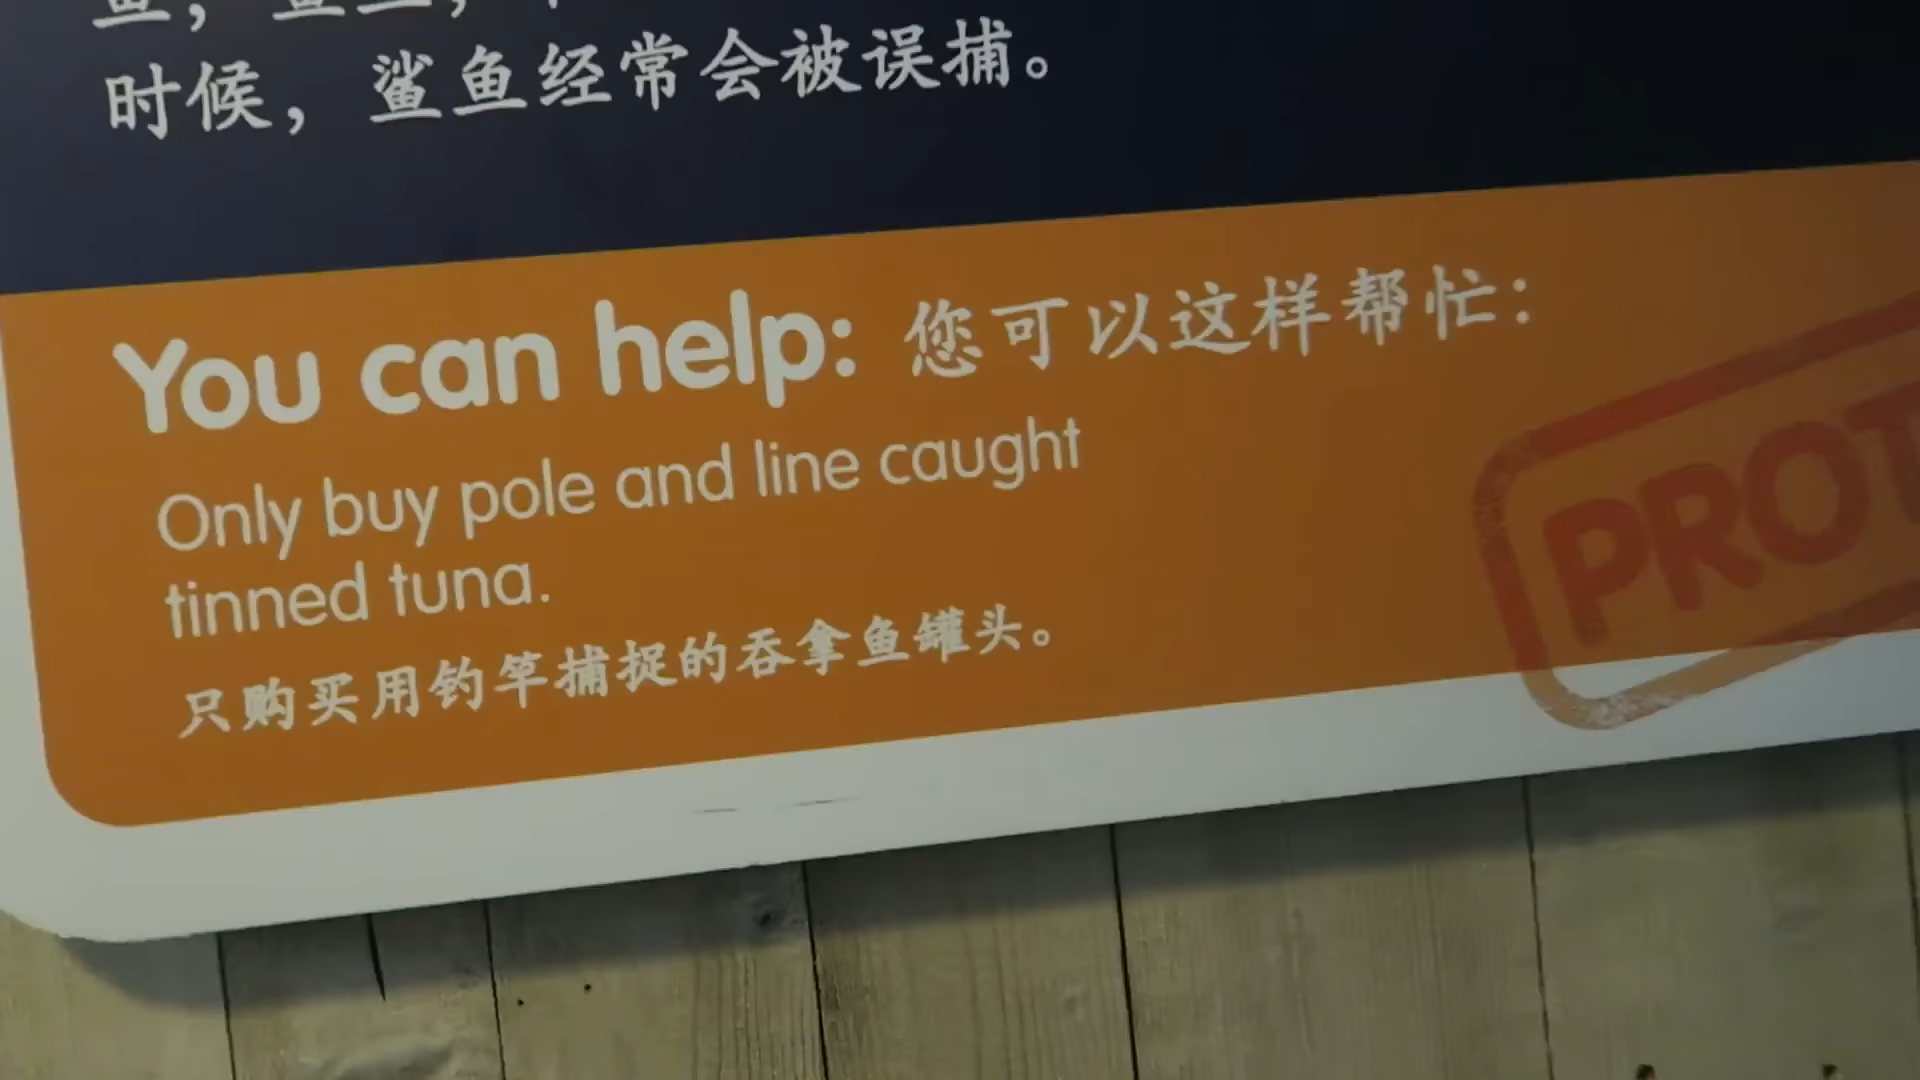 时候，鲨鱼经常会被误捕。
You can help: 您可以这样帮忙：
Only buy pole and line caught
tinned tuna.
只购买用钓竿捕捉的吞拿鱼罐头。
PROT